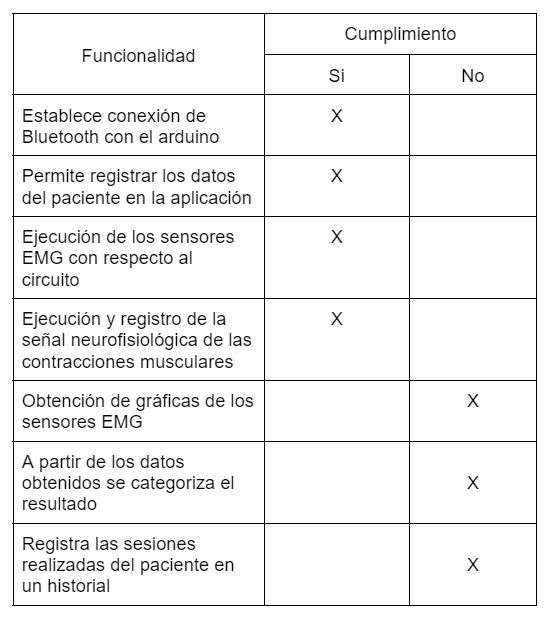 Funcionalidad
Cumplimiento
Si
No
Establece conexión de
Bluetooth con el arduino
X
Permite registrar los datos
del paciente en la aplicación
X
Ejecución de los sensores
EMG con respecto al
circuito
X
Ejecución y registro de la
señal neurofisiológica de las
contracciones musculares
X
Obtención de gráficas de los
sensores EMG
X
A partir de los datos
obtenidos se categoriza el
resultado
X
Registra las sesiones
realizadas del paciente en
un historial
X